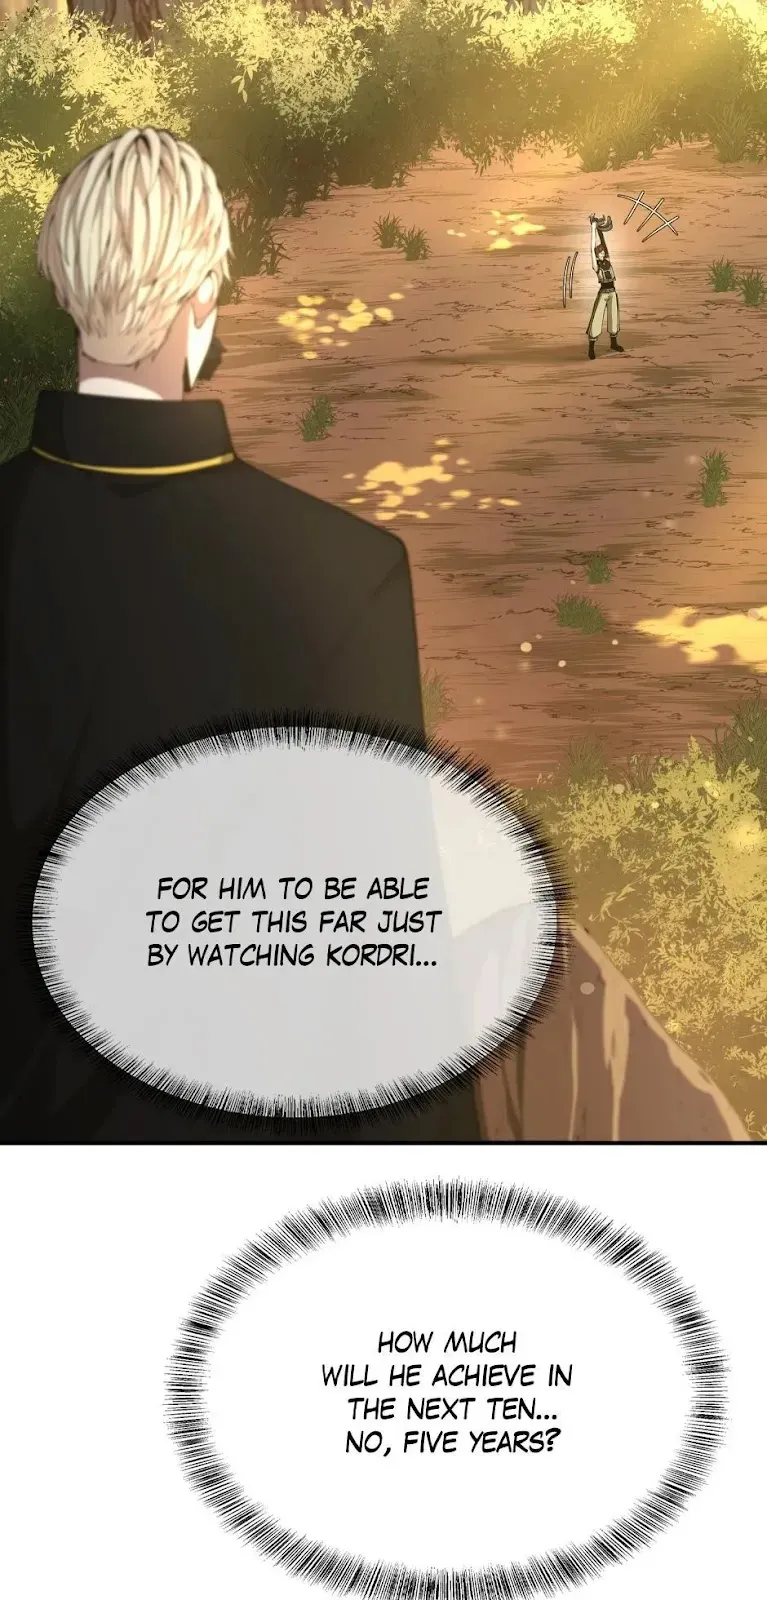 FOR HIM TO BE ABLE
TO GET THIS FAR JUST
BY WATCHING KORDRI...
HOW MUCH
WILL HE ACHIEVE IN
THE NEXT TEN...
NO, FIVE YEARS?